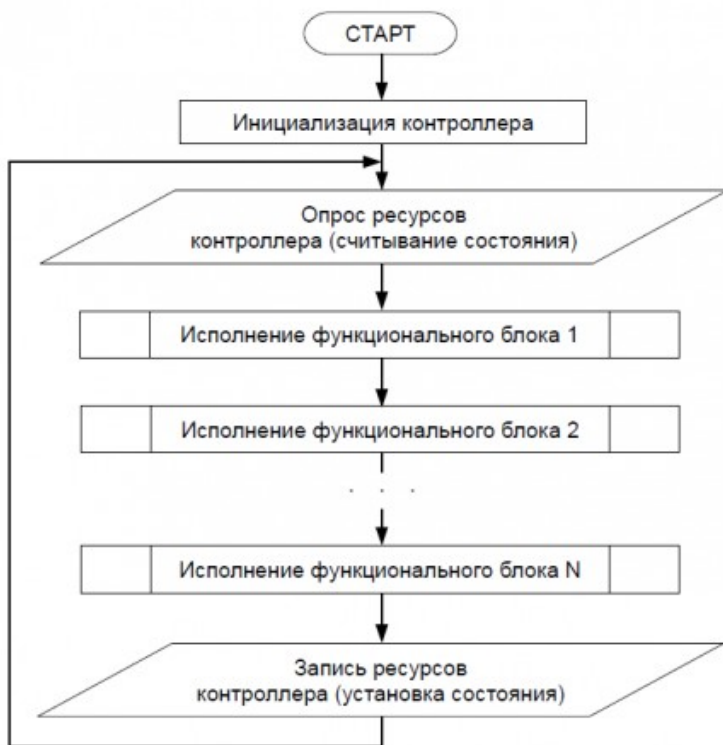 СТАРТ
Инициализация контроллера
Опрос ресурсов
контроллера (считывание состояния)
Исполнение функционального блока 1
Исполнение функционального блока 2
. . .
Исполнение функционального блока N
Запись ресурсов
контроллера (установка состояния)